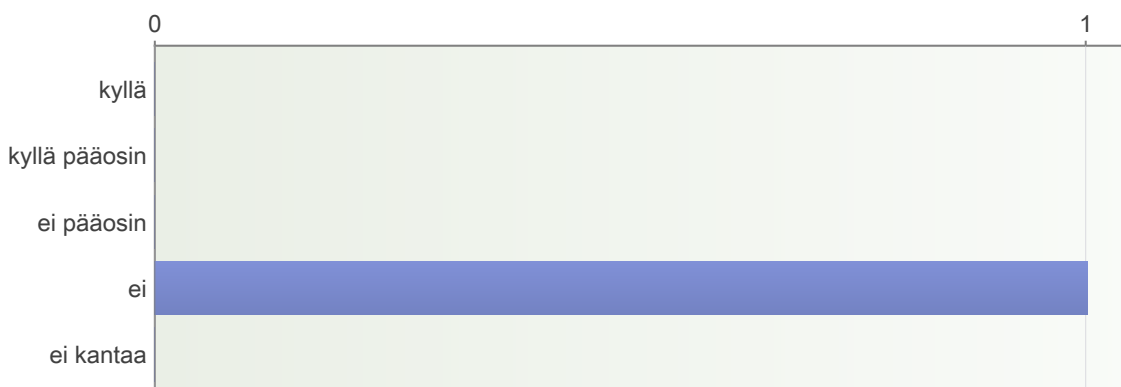 0 1
kyllä
kyllä pääosin
ei pääosin
ei
ei kantaa